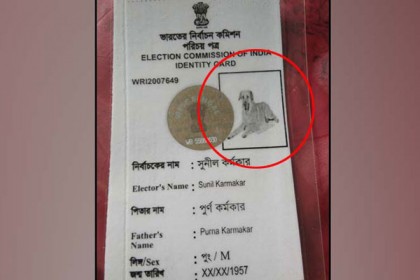 ভারতের নির্বাচন কমিশন
পরিচয় পত্র
ELECTION COMMISSION OF INDIA
IDENTITY CARD
WRI2007649
নির্বাচকের নাম : সুনীল কর্মকার
Elector's Name : Sunil Karmakar
পিতার নাম : পুর্ণ কর্মকার
Father's
Name : Purna Karmakar
লিঙ্গ/Sex : পুং / M
জন্ম তারিখ : XX/XX/1957